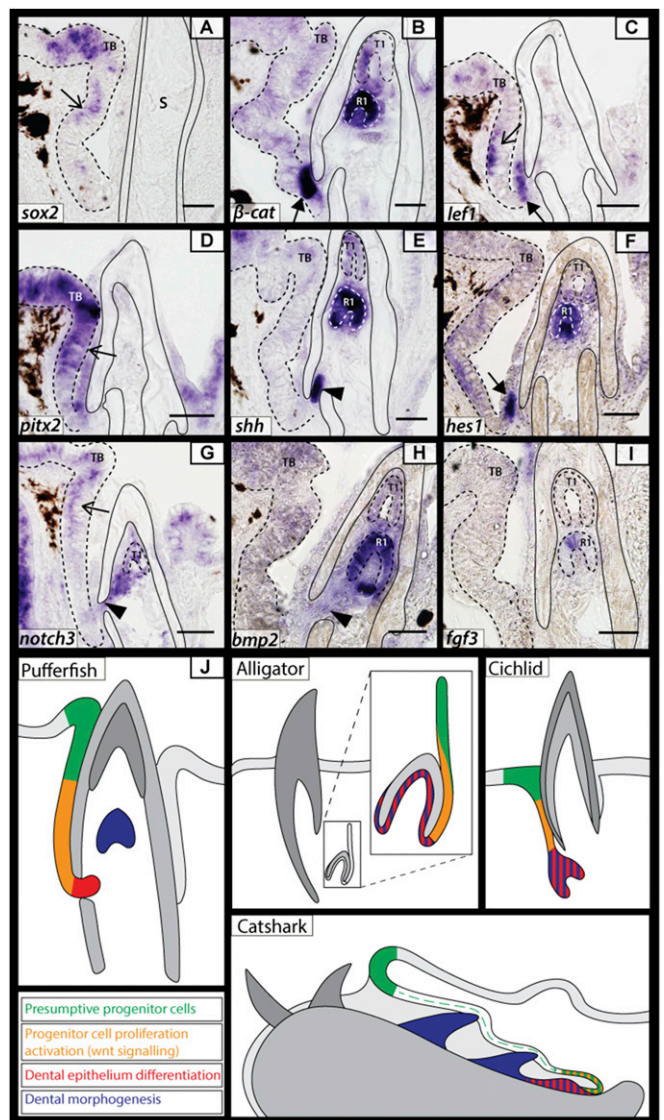 A
TB
S
sox2
B
TB
T1
R1
β-cat
C
TB
lef1
D
TB
pitx2
E
TB
T1
R1
shh
F
TB
T1
R1
hes1
G
TB
T1
notch3
H
TB
T1
R1
bmp2
I
TB
T1
R1
fgf3
Pufferfish
J
Alligator
Cichlid
Catshark
Presumptive progenitor cells
Progenitor cell proliferation
activation (wnt signalling)
Dental epithelium differentiation
Dental morphogenesis